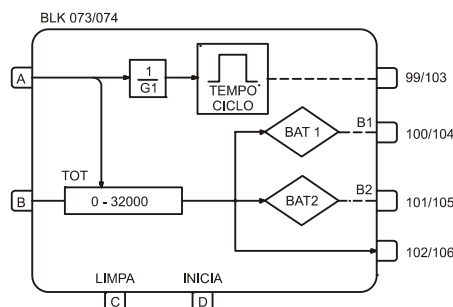 BLK 073/074
A
1
G1
TEMPO
CICLO
99/103
BAT 1
B1
100/104
TOT
B
0 - 32000
BAT2
B2
101/105
102/106
LIMPA
INICIA
C
D